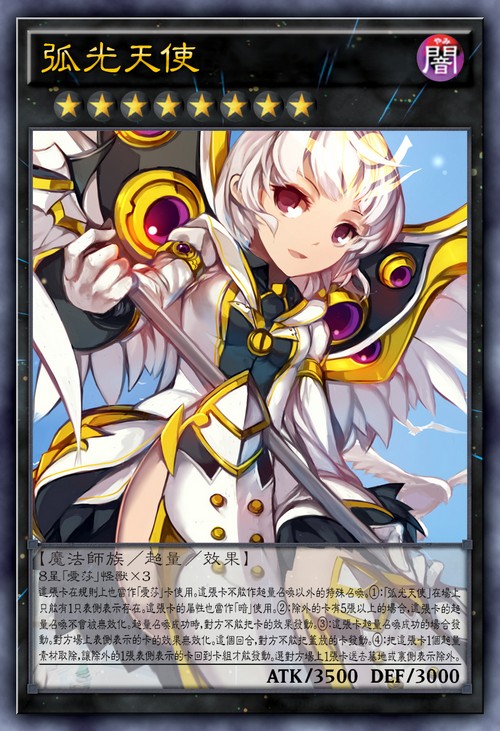 弧光天使
やみ
闇
【魔法師族／超量／效果】
8星「愛莎」怪獸×3
這張卡在規則上也當作「愛莎」卡使用。這張卡不能作超量召喚以外的特殊召喚。①:「弧光天使」在場上
只能有1只表側表示存在。這張卡的屬性也當作「暗」使用。②:除外的卡有5張以上的場合,這張卡的超
量召喚不會被無效化。超量召喚成功時,對方不能把卡的效果發動。③:這張卡超量召喚成功的場合發
動。對方場上表側表示的卡的效果無效化。這個回合,對方不能把蓋放的卡發動。④:把這張卡1個超量
素材取除,讓除外的1張表側表示的卡回到卡組才能發動。選對方場上1張卡送去墓地或裏側表示除外。
ATK/3500 DEF/3000